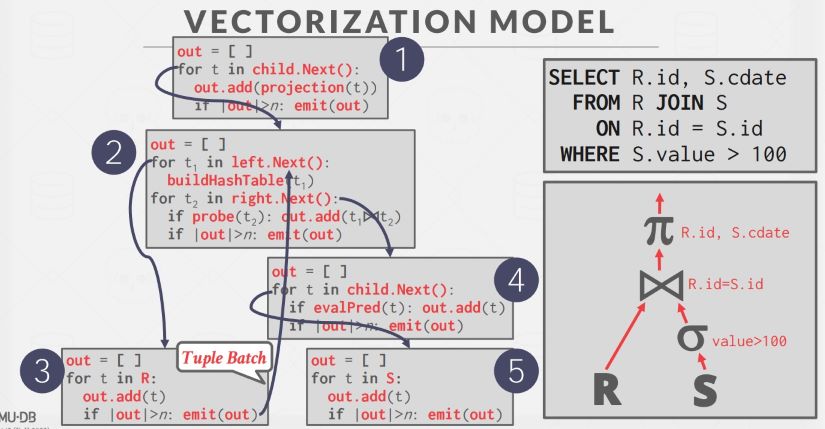 VECTORIZATION MODEL
1
out = [ ]
for t in child.Next():
out.add(projection(t))
if |out|>n: emit(out)
2
out = [ ]
for t₁ in left.Next():
buildHashTable(t₁)
for t₂ in right.Next():
if probe(t₂): out.add(t₁⋈t₂)
if |out|>n: emit(out)
4
out = [ ]
for t in child.Next():
if evalPred(t): out.add(t)
if |out|>n: emit(out)
3
Tuple Batch
out = [ ]
for t in R:
out.add(t)
if |out|>n: emit(out)
5
out = [ ]
for t in S:
out.add(t)
if |out|>n: emit(out)
SELECT R.id, S.cdate
FROM R JOIN S
ON R.id = S.id
WHERE S.value > 100
π R.id, S.cdate
⋈ R.id=S.id
σ value>100
R S
MU·DB